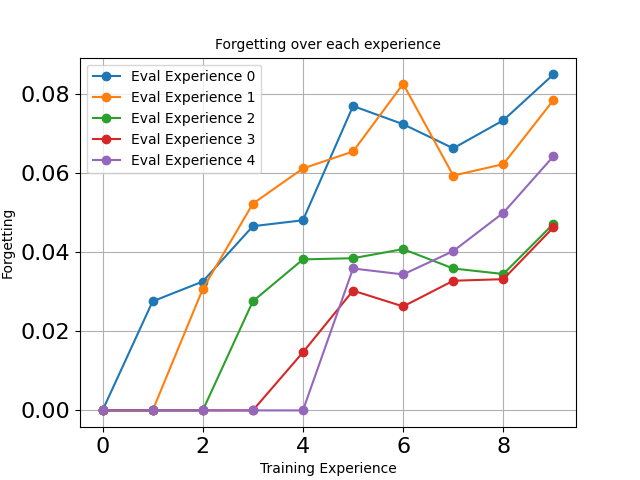 Forgetting over each experience
Eval Experience 0
Eval Experience 1
Eval Experience 2
Eval Experience 3
Eval Experience 4
0.08
0.06
0.04
0.02
0.00
Forgetting
0 2 4 6 8
Training Experience